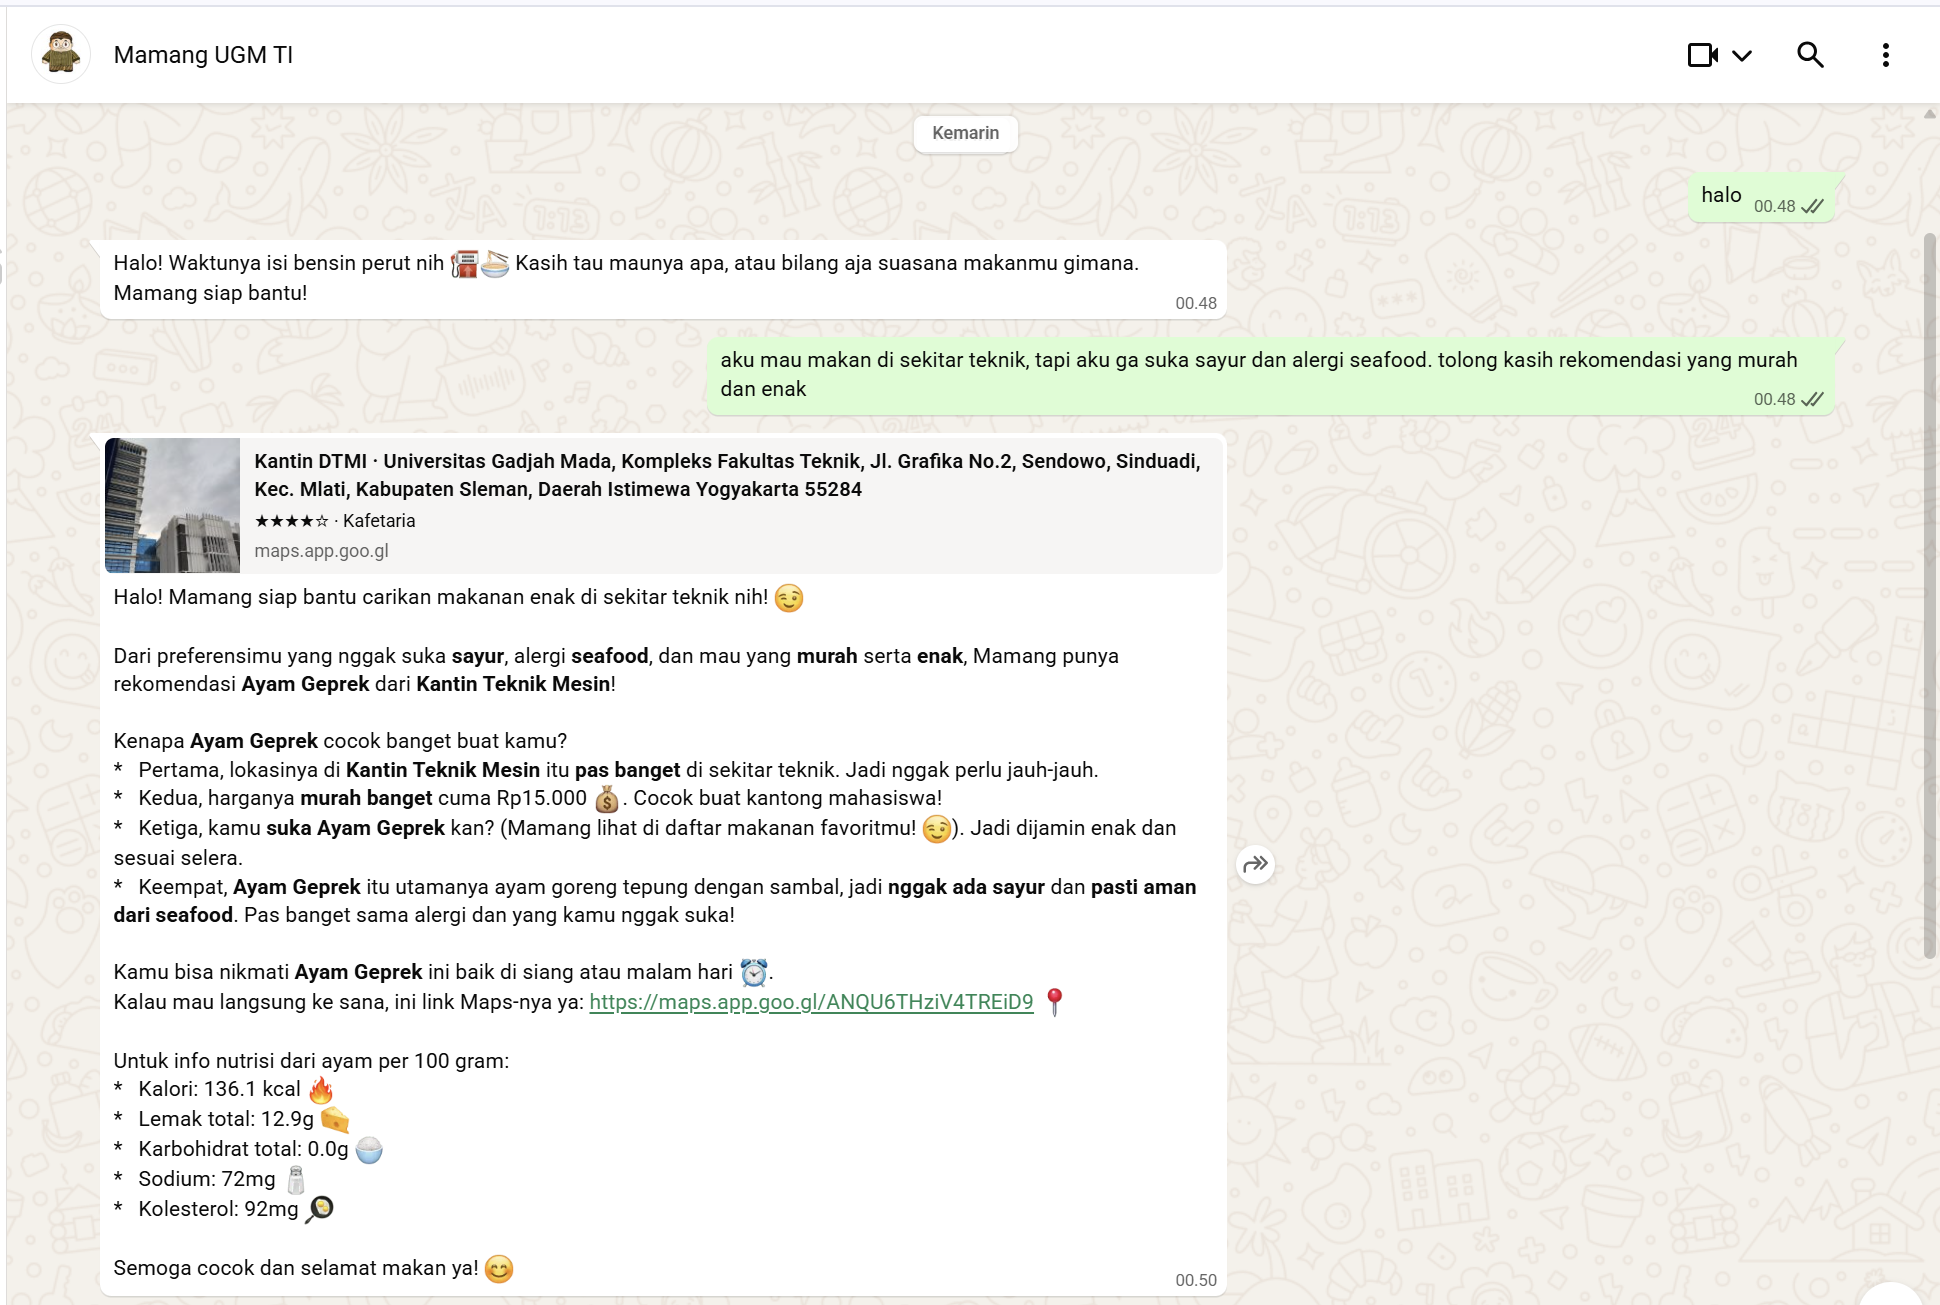 Mamang UGM TI
Kemarin
halo
00.48
Halo! Waktunya isi bensin perut nih ⛽🍜 Kasih tau maunya apa, atau bilang aja suasana makanmu gimana.
Mamang siap bantu!
00.48
aku mau makan di sekitar teknik, tapi aku ga suka sayur dan alergi seafood. tolong kasih rekomendasi yang murah
dan enak
00.48
Kantin DTMI · Universitas Gadjah Mada, Kompleks Fakultas Teknik, Jl. Grafika No.2, Sendowo, Sinduadi,
Kec. Mlati, Kabupaten Sleman, Daerah Istimewa Yogyakarta 55284
★★★★☆ · Kafetaria
maps.app.goo.gl
Halo! Mamang siap bantu carikan makanan enak di sekitar teknik nih! 😉
Dari preferensimu yang nggak suka sayur, alergi seafood, dan mau yang murah serta enak, Mamang punya
rekomendasi Ayam Geprek dari Kantin Teknik Mesin!
Kenapa Ayam Geprek cocok banget buat kamu?
* Pertama, lokasinya di Kantin Teknik Mesin itu pas banget di sekitar teknik. Jadi nggak perlu jauh-jauh.
* Kedua, harganya murah banget cuma Rp15.000 💰. Cocok buat kantong mahasiswa!
* Ketiga, kamu suka Ayam Geprek kan? (Mamang lihat di daftar makanan favoritmu! 😉). Jadi dijamin enak dan
sesuai selera.
* Keempat, Ayam Geprek itu utamanya ayam goreng tepung dengan sambal, jadi nggak ada sayur dan pasti aman
dari seafood. Pas banget sama alergi dan yang kamu nggak suka!
Kamu bisa nikmati Ayam Geprek ini baik di siang atau malam hari ⏰.
Kalau mau langsung ke sana, ini link Maps-nya ya: https://maps.app.goo.gl/ANQU6THziV4TREiD9 📍
Untuk info nutrisi dari ayam per 100 gram:
* Kalori: 136.1 kcal 🔥
* Lemak total: 12.9g 🧀
* Karbohidrat total: 0.0g 🍚
* Sodium: 72mg 🧂
* Kolesterol: 92mg 🍳
Semoga cocok dan selamat makan ya! 😊
00.50